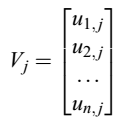 V_j = [u_{1,j}
u_{2,j}
...
u_{n,j}]